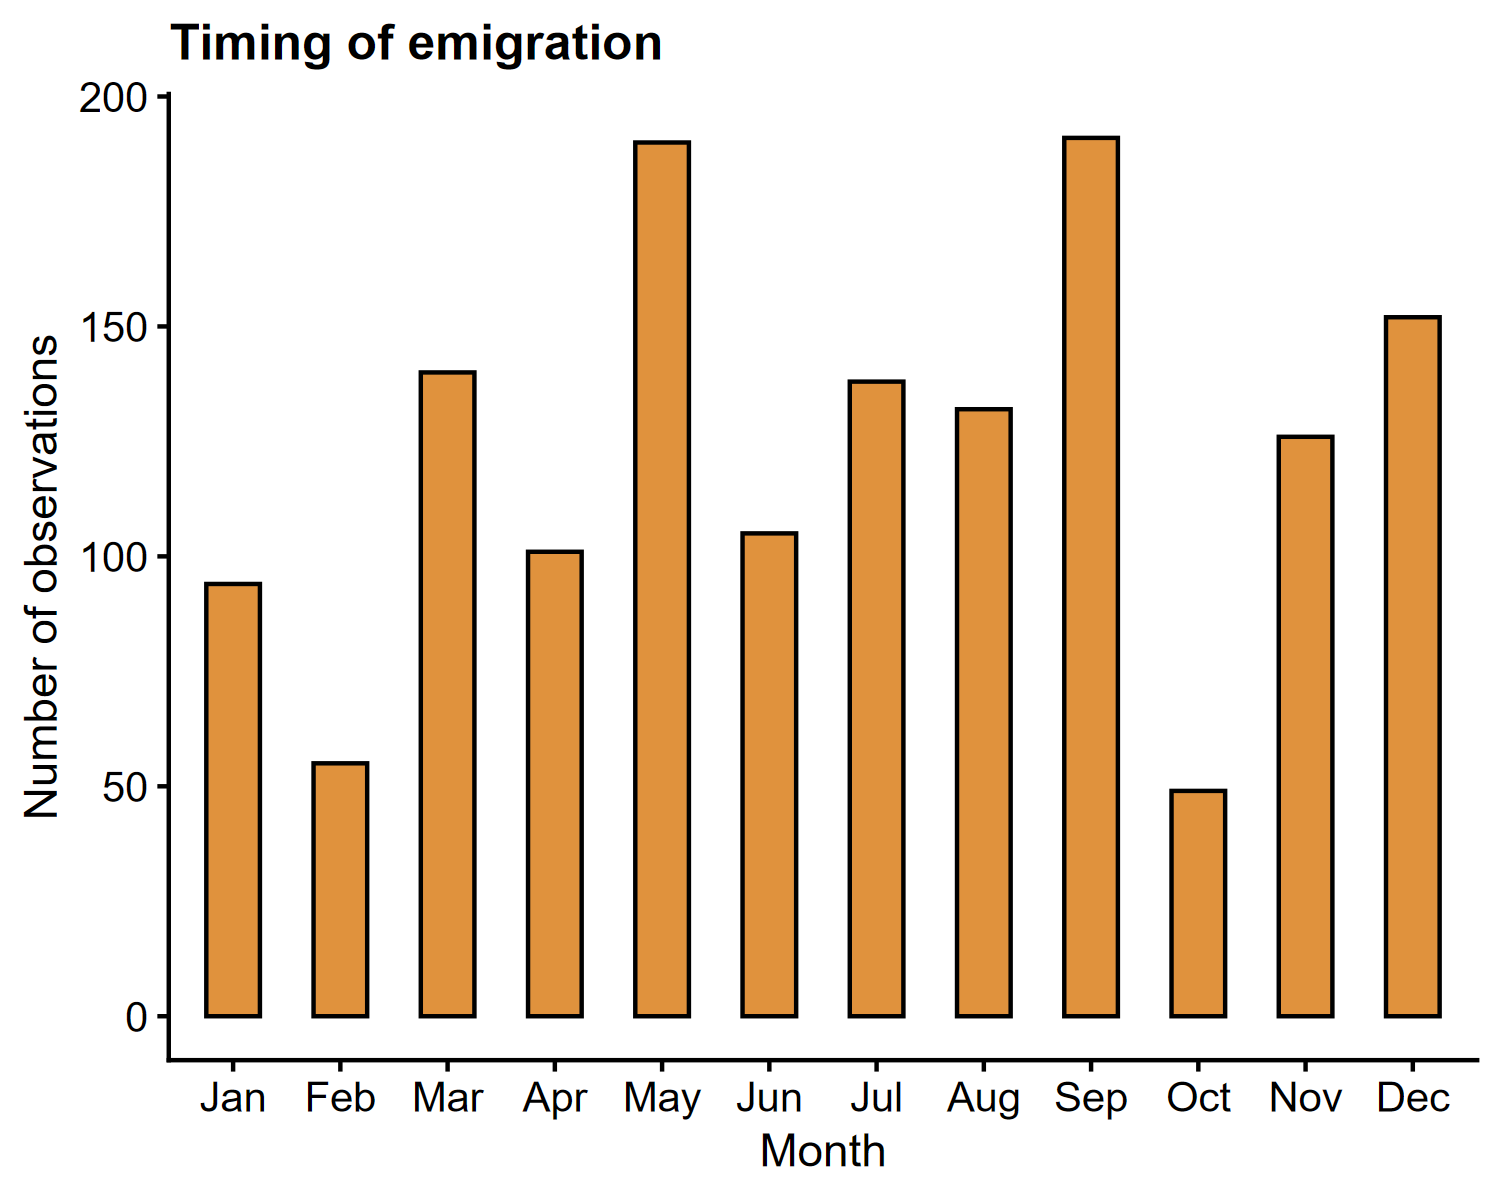 Timing of emigration
200
150
100
50
0
Number of observations
Jan Feb Mar Apr May Jun Jul Aug Sep Oct Nov Dec
Month